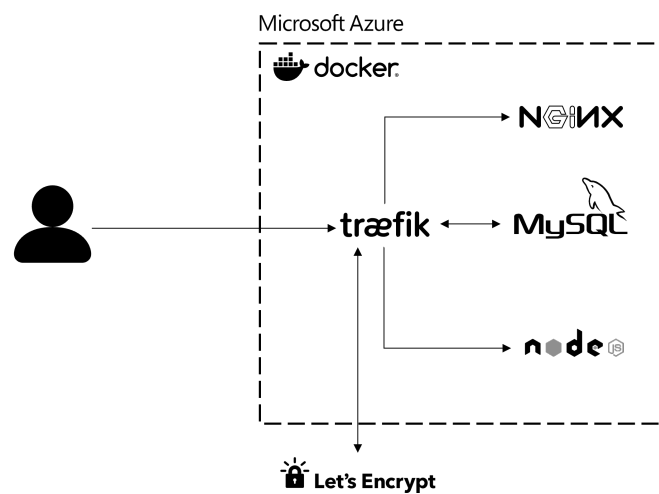 Microsoft Azure
docker
NGiNX
træfik
MySQL
node
JS
Let's Encrypt